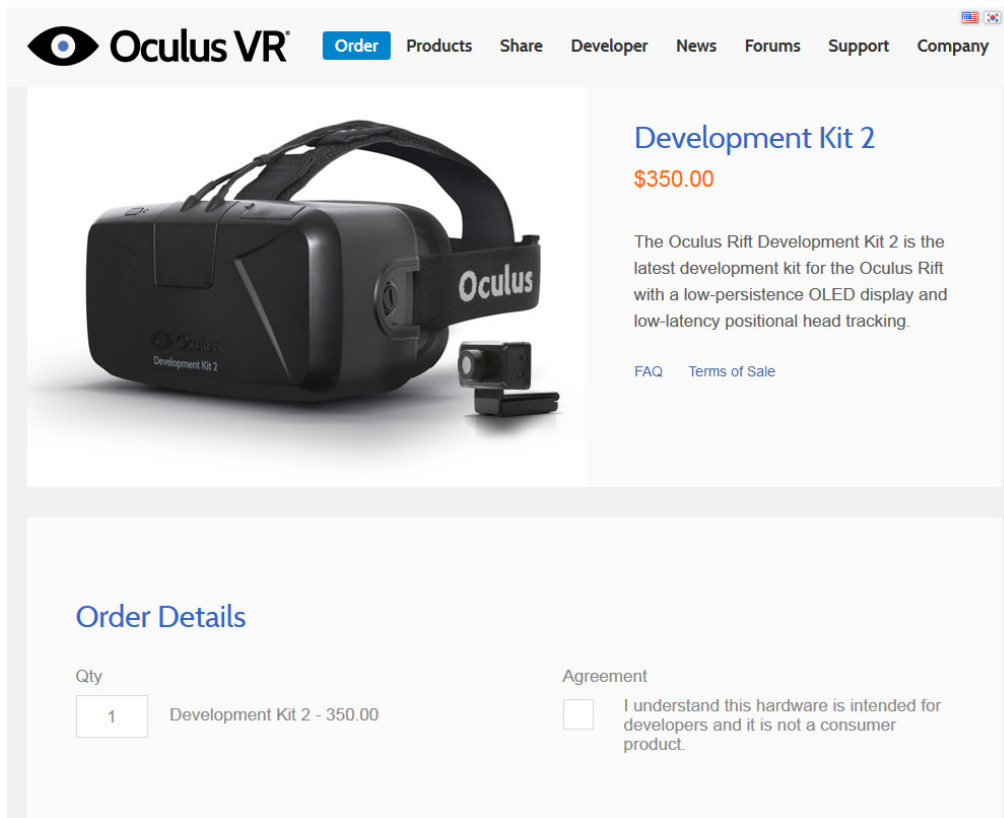 Oculus VR®
Order Products Share Developer News Forums Support Company
Development Kit 2
$350.00
The Oculus Rift Development Kit 2 is the
latest development kit for the Oculus Rift
with a low-persistence OLED display and
low-latency positional head tracking.
FAQ Terms of Sale
Oculus
Oculus
Development Kit 2
Order Details
Qty
1
Development Kit 2 - 350.00
Agreement
I understand this hardware is intended for
developers and it is not a consumer
product.